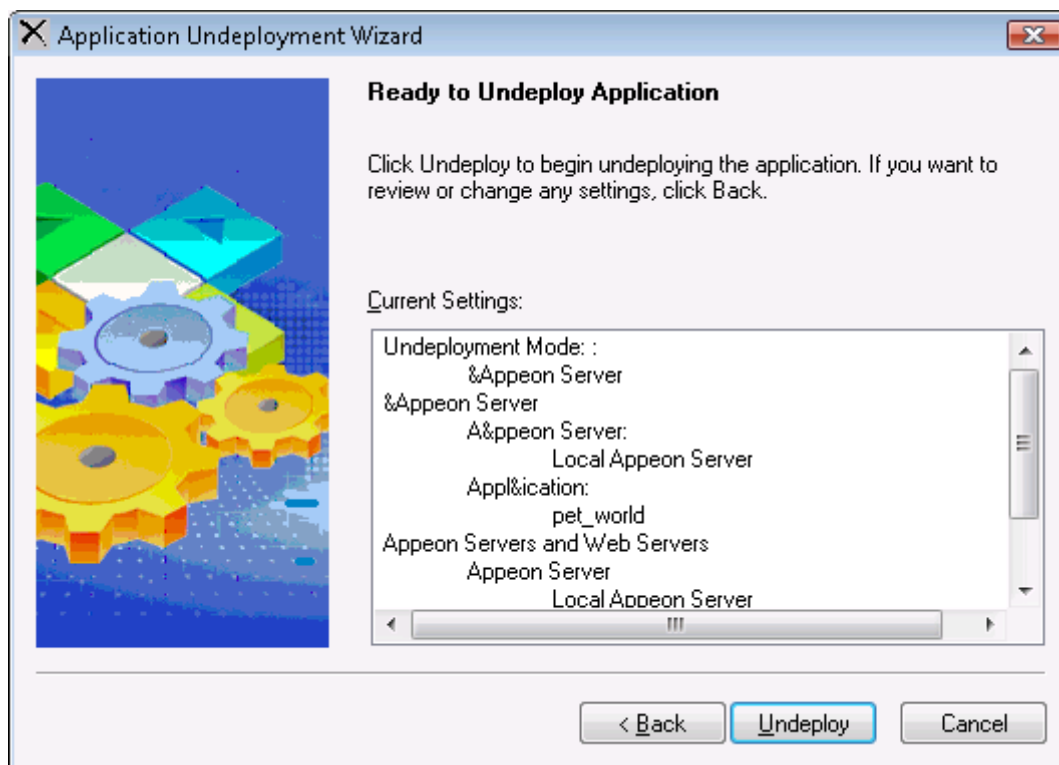 Application Undeployment Wizard
Ready to Undeploy Application
Click Undeploy to begin undeploying the application. If you want to
review or change any settings, click Back.
Current Settings:
Undeployment Mode: :
&Appeon Server
&Appeon Server
A&ppeon Server:
Local Appeon Server
Appl&ication:
pet_world
Appeon Servers and Web Servers
Appeon Server
Local Appeon Server
< Back
Undeploy
Cancel